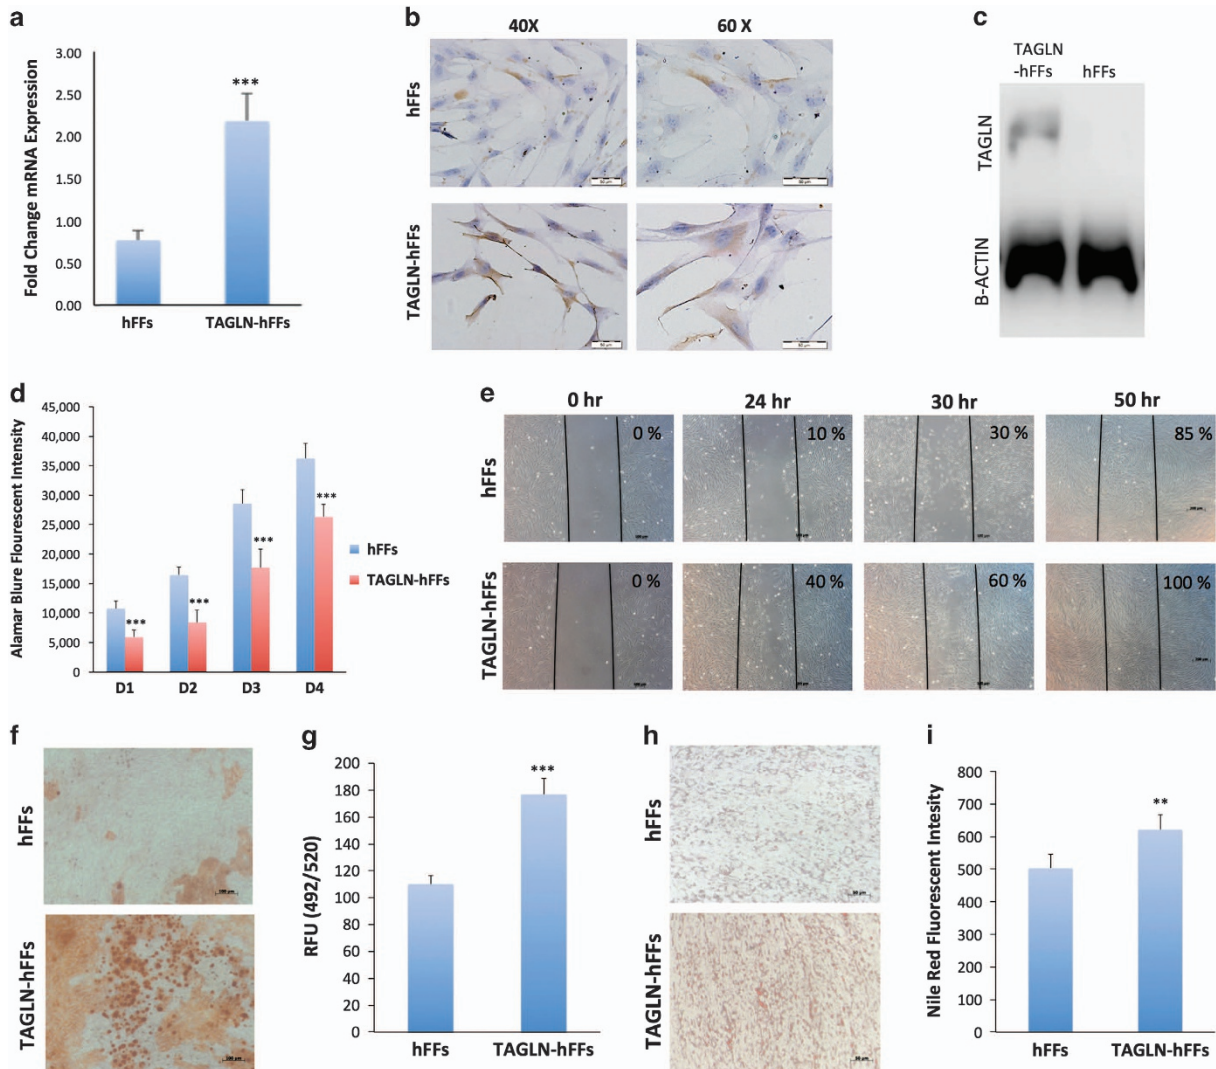 a
3.00
2.50
2.00
1.50
1.00
0.50
0.00
Fold Change mRNA Expression
***
hFFs
TAGLN-hFFs
b
40X
60 X
hFFs
TAGLN-hFFs
c
TAGLN
-hFFs
hFFs
TAGLN
B-ACTIN
d
45,000
40,000
35,000
30,000
25,000
20,000
15,000
10,000
5,000
0
Alamar Blure Flourescent Intensity
***
***
***
***
D1
D2
D3
D4
hFFs
TAGLN-hFFs
e
0 hr
24 hr
30 hr
50 hr
hFFs
0 %
10 %
30 %
85 %
TAGLN-hFFs
0 %
40 %
60 %
100 %
f
hFFs
100 µm
TAGLN-hFFs
100 µm
g
200
180
160
140
120
100
80
60
40
20
0
RFU (492/520)
***
hFFs
TAGLN-hFFs
h
hFFs
TAGLN-hFFs
i
800
700
600
500
400
300
200
100
0
Nile Red Fluorescent Intesity
**
hFFs
TAGLN-hFFs